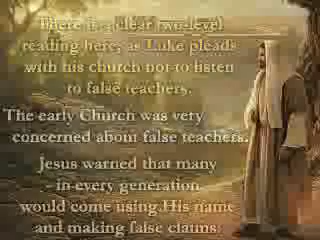 There is a clear two-level
reading here, as Luke pleads
with his church not to listen
to false teachers.
The early Church was very
concerned about false teachers.
Jesus warned that many
- in every generation
would come using His name
and making false claims.